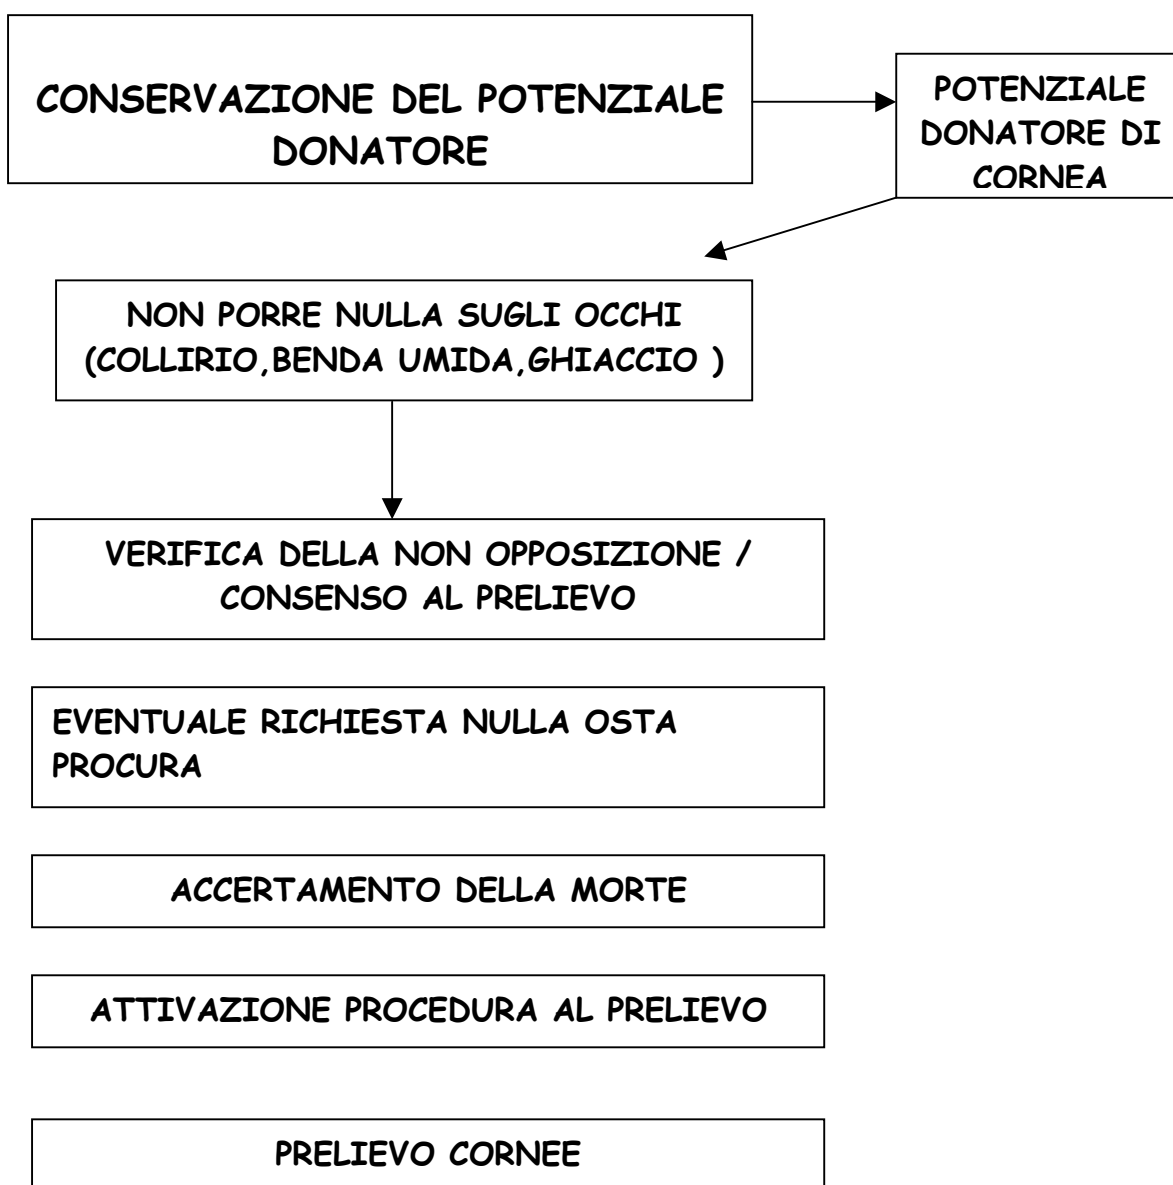 CONSERVAZIONE DEL POTENZIALE
DONATORE
POTENZIALE
DONATORE DI
CORNEA
NON PORRE NULLA SUGLI OCCHI
(COLLIRIO,BENDA UMIDA,GHIACCIO )
VERIFICA DELLA NON OPPOSIZIONE /
CONSENSO AL PRELIEVO
EVENTUALE RICHIESTA NULLA OSTA
PROCURA
ACCERTAMENTO DELLA MORTE
ATTIVAZIONE PROCEDURA AL PRELIEVO
PRELIEVO CORNEE